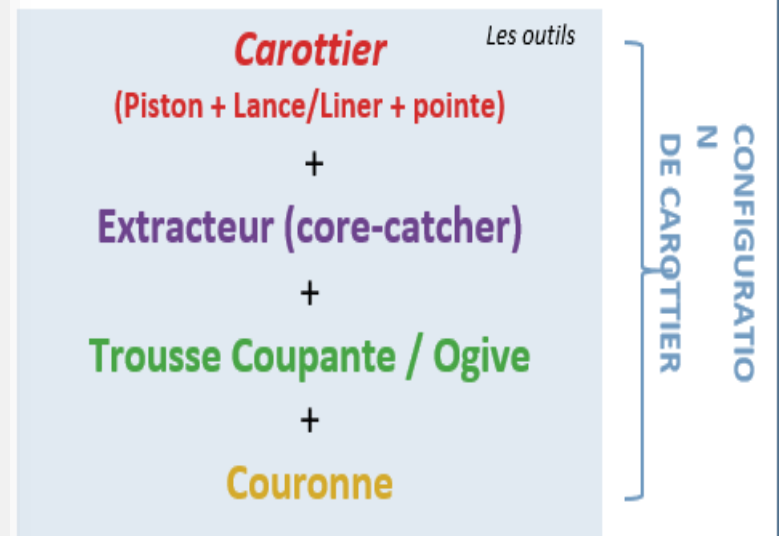 Les outils
Carottier
(Piston + Lance/Liner + pointe)
+
Extracteur (core-catcher)
+
Trousse Coupante / Ogive
+
Couronne
CONFIGURATIO
N
DE CAROTTIER